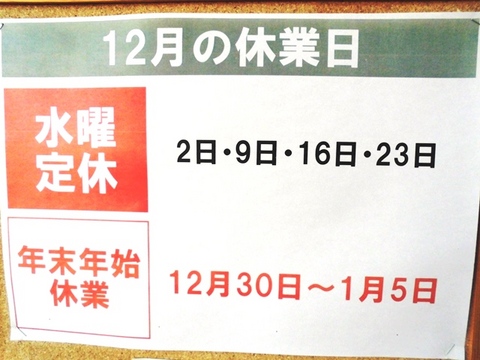 12月の休業日
水曜
定休
2日・9日・16日・23日
年末年始
休業
12月30日～1月5日